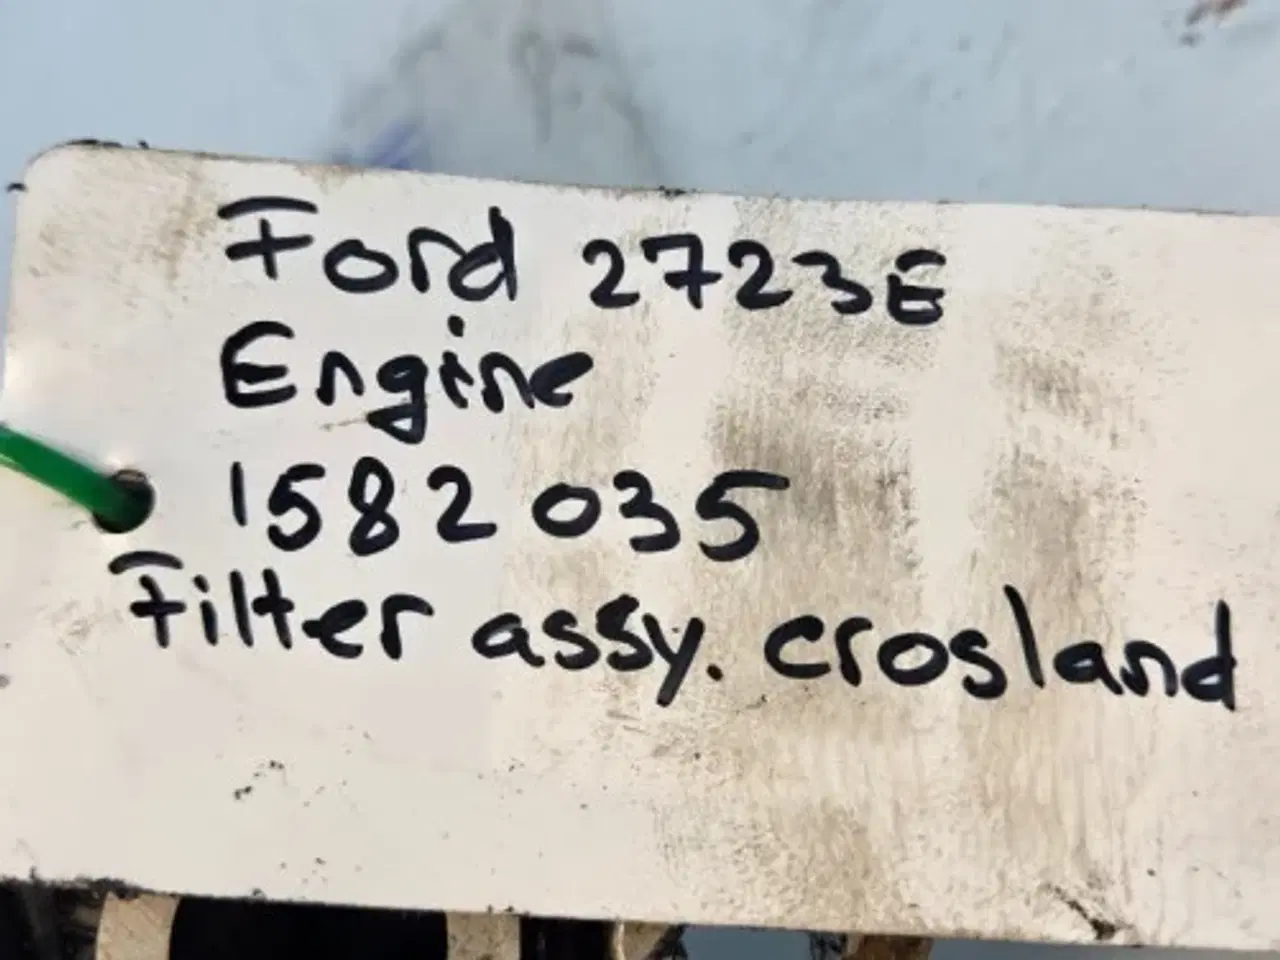 Ford 2723E
Engine
1582035
Filter assy. crosland